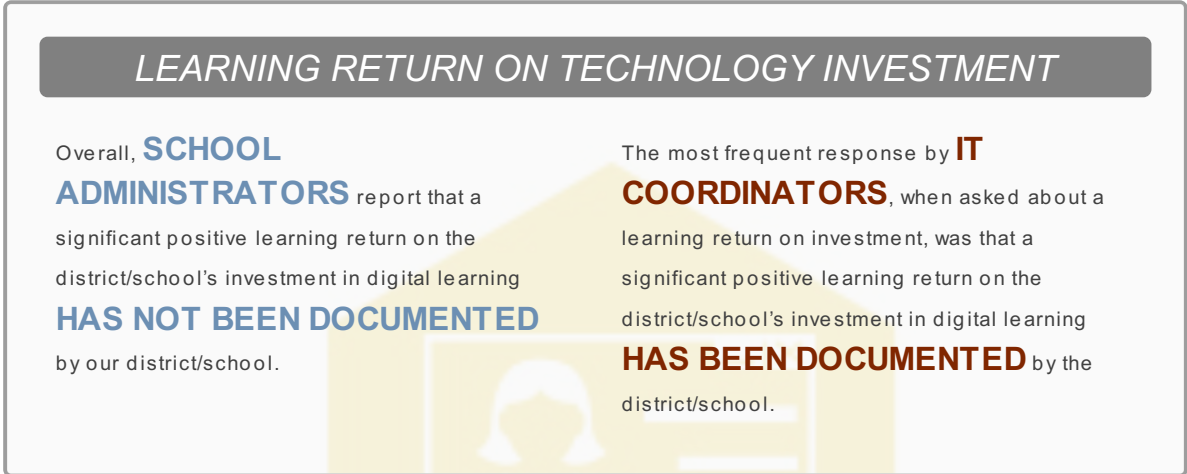 LEARNING RETURN ON TECHNOLOGY INVESTMENT
Overall, SCHOOL
ADMINISTRATORS report that a
significant positive learning return on the
district/school's investment in digital learning
HAS NOT BEEN DOCUMENTED
by our district/school.
The most frequent response by IT
COORDINATORS, when asked about a
learning return on investment, was that a
significant positive learning return on the
district/school's investment in digital learning
HAS BEEN DOCUMENTED by the
district/school.